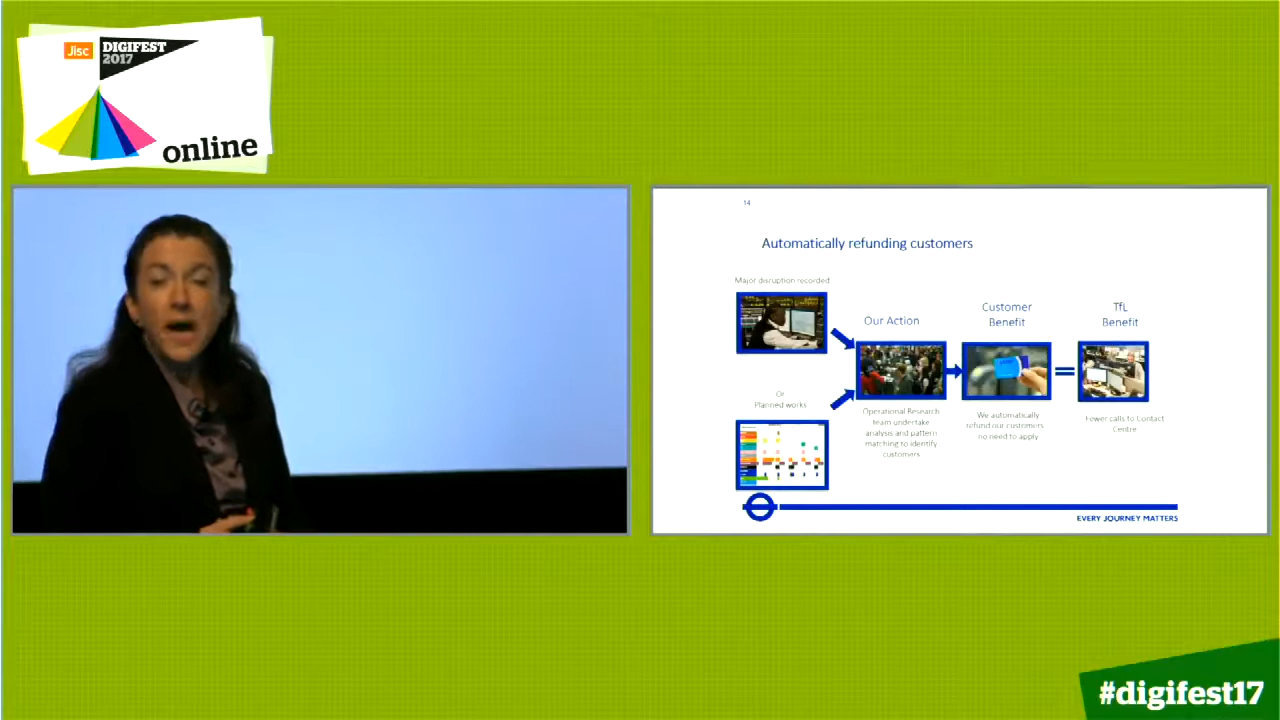 Jisc
DIGIFEST
2017
online
14
Automatically refunding customers
Major disruption recorded
Our Action
Customer
Benefit
TfL
Benefit
Or
Planned works
Operational Research
team undertake
analysis and pattern
matching to identify
customers
We automatically
refund our customers
no need to apply
Fewer calls to Contact
Centre
EVERY JOURNEY MATTERS
#digifest17